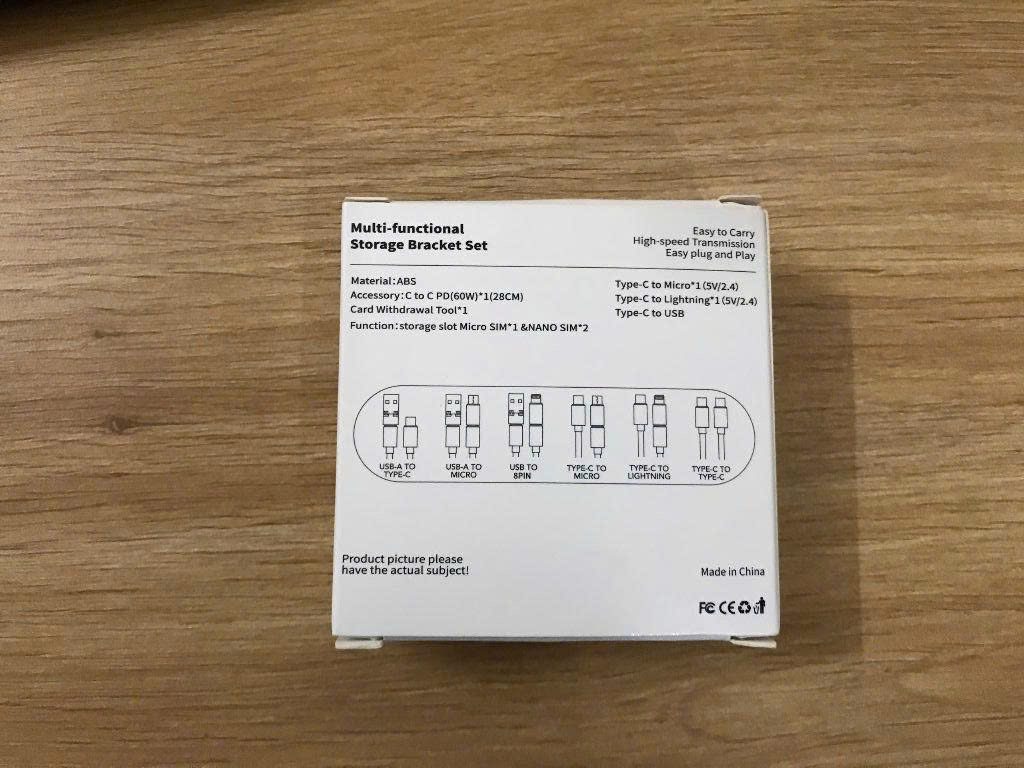 Multi-functional
Storage Bracket Set
Easy to Carry
High-speed Transmission
Easy plug and Play
Material:ABS
Accessory:C to C PD(60W)*1(28CM)
Card Withdrawal Tool*1
Function:storage slot Micro SIM*1 &NANO SIM*2
Type-C to Micro*1(5V/2.4)
Type-C to Lightning*1(5V/2.4)
Type-C to USB
USB-A TO
TYPE-C
USB-A TO
MICRO
USB TO
8PIN
TYPE-C TO
MICRO
TYPE-C TO
LIGHTNING
TYPE-C TO
TYPE-C
Product picture please
have the actual subject!
Made in China
FC CE